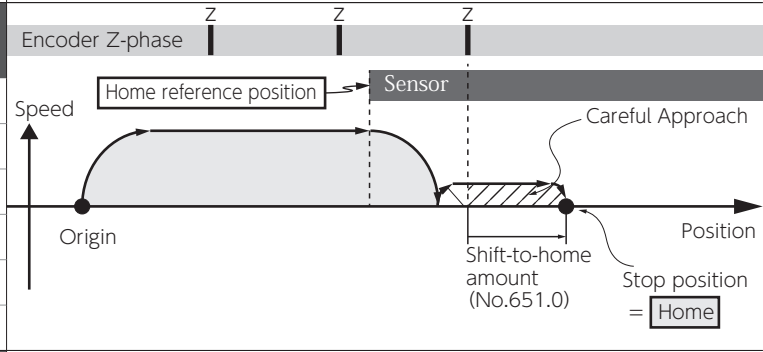 Z Z Z
Encoder Z-phase
Sensor
Home reference position
Speed
Careful Approach
Origin
Position
Shift-to-home
amount
(No.651.0)
Stop position
= Home